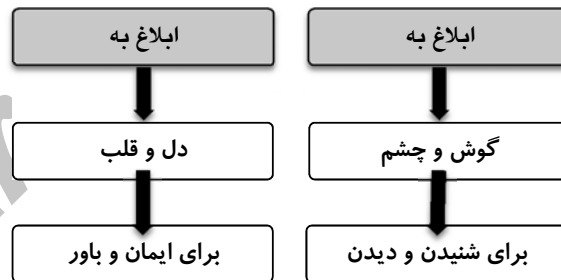 ابلاغ به
گوش و چشم
برای شنیدن و دیدن
ابلاغ به
دل و قلب
برای ایمان و باور